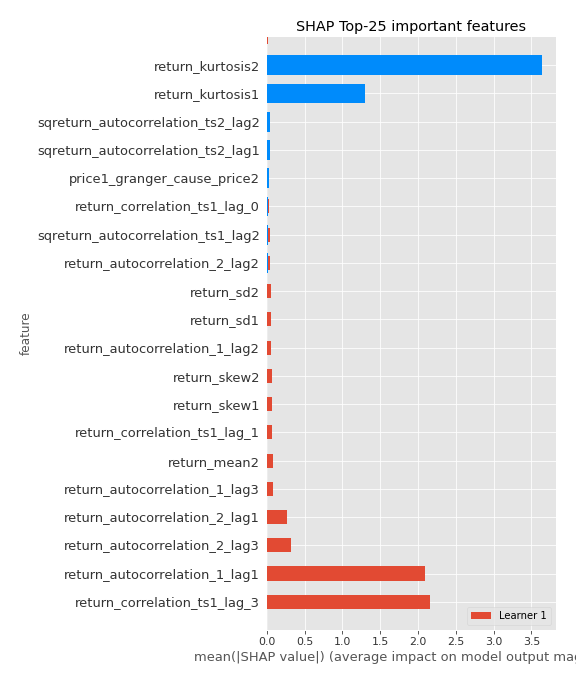 SHAP Top-25 important features
return_kurtosis2
return_kurtosis1
sqreturn_autocorrelation_ts2_lag2
sqreturn_autocorrelation_ts2_lag1
price1_granger_cause_price2
return_correlation_ts1_lag_0
sqreturn_autocorrelation_ts1_lag2
return_autocorrelation_2_lag2
return_sd2
return_sd1
return_autocorrelation_1_lag2
return_skew2
return_skew1
return_correlation_ts1_lag_1
return_mean2
return_autocorrelation_1_lag3
return_autocorrelation_2_lag1
return_autocorrelation_2_lag3
return_autocorrelation_1_lag1
return_correlation_ts1_lag_3
feature
Learner 1
0.0 0.5 1.0 1.5 2.0 2.5 3.0 3.5
mean(|SHAP value|) (average impact on model output mag